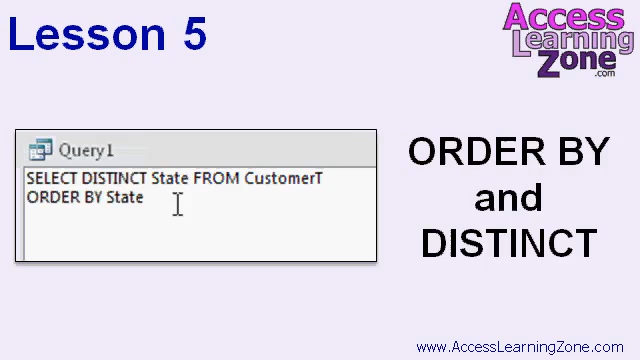 Lesson 5
Access
Learning
Zone
.com
Query1
SELECT DISTINCT State FROM CustomerT
ORDER BY State
ORDER BY
and
DISTINCT
www.AccessLearningZone.com